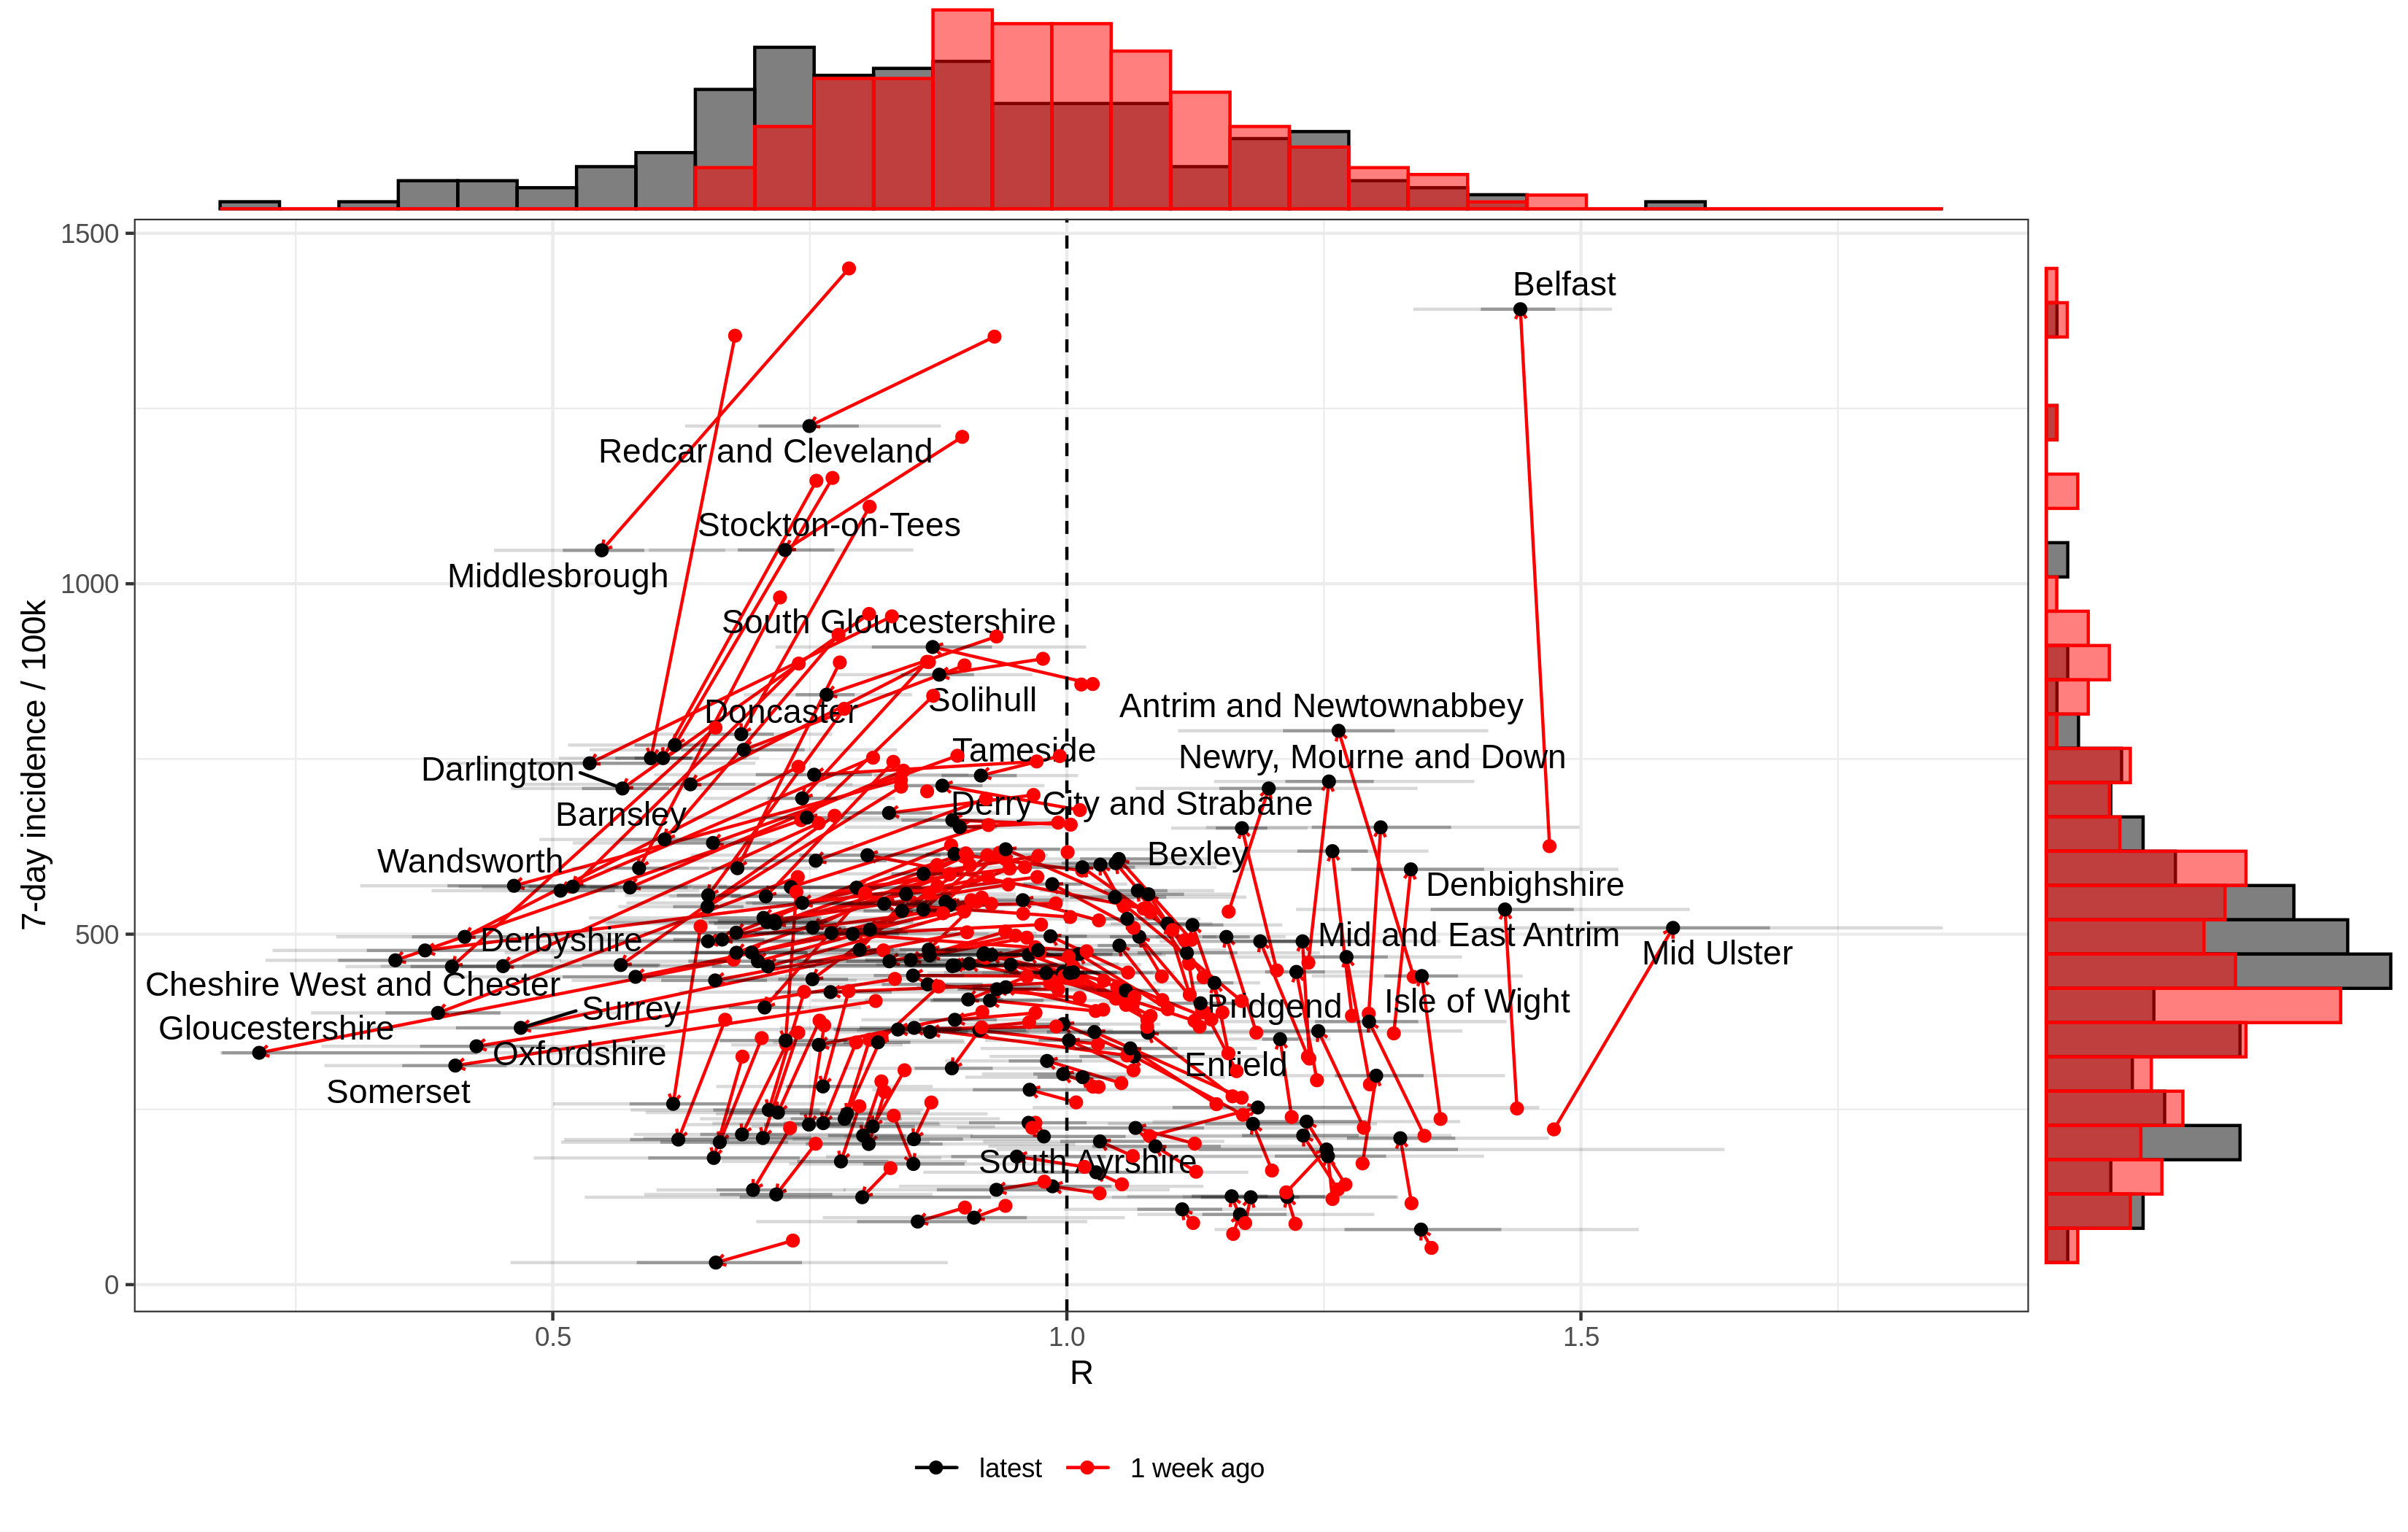 1500
Belfast
Redcar and Cleveland
Stockton-on-Tees
Middlesbrough
1000
South Gloucestershire
Solihull
Antrim and Newtownabbey
Doncaster
Tameside
Newry, Mourne and Down
Darlington
Derry City and Strabane
Barnsley
Bexley
Wandsworth
Denbighshire
500
Derbyshire
Mid and East Antrim
Mid Ulster
Cheshire West and Chester
Surrey
Bridgend
Isle of Wight
Gloucestershire
Oxfordshire
Enfield
Somerset
South Ayrshire
0
7-day incidence / 100k
0.5
1.0
1.5
R
latest
1 week ago